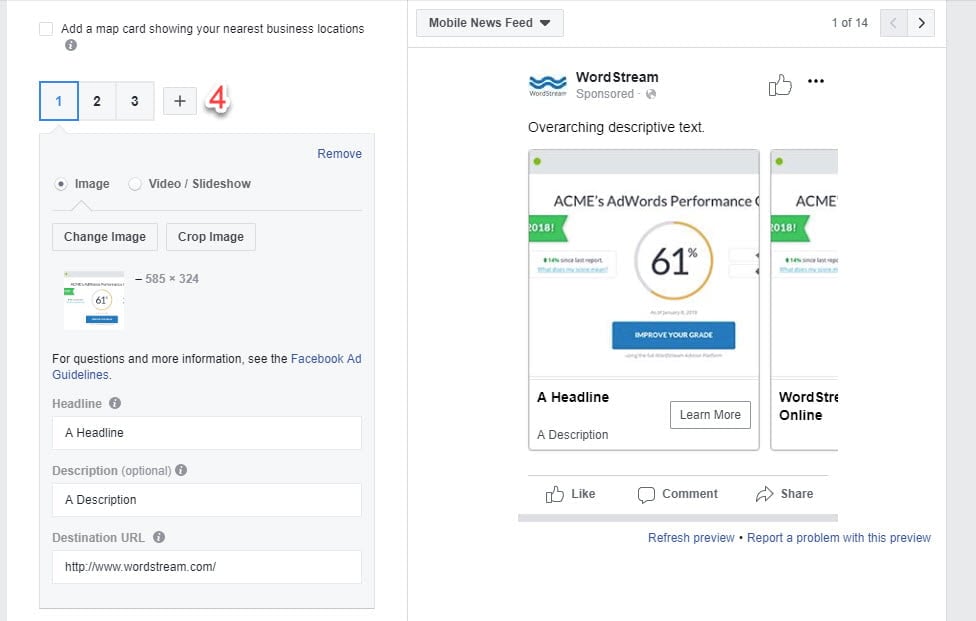 Add a map card showing your nearest business locations
1 2 3 + 4
Remove
Image Video / Slideshow
Change Image Crop Image
– 585 × 324
ACME's AdWords Performance
61%
For questions and more information, see the Facebook Ad
Guidelines.
Headline
A Headline
Description (optional)
A Description
Destination URL
http://www.wordstream.com/
Mobile News Feed
1 of 14
WordStream
WordStream
Sponsored ·
Overarching descriptive text.
ACME's AdWords Performance
2018!
61%
14% since last report.
What does my score mean?
As of January 8, 2018
IMPROVE YOUR GRADE
using the full WordStream Advisor Platform
A Headline
Learn More
A Description
ACME'
2018!
14% since last repo
What does my score m
WordStre
Online
Like Comment Share
Refresh preview • Report a problem with this preview